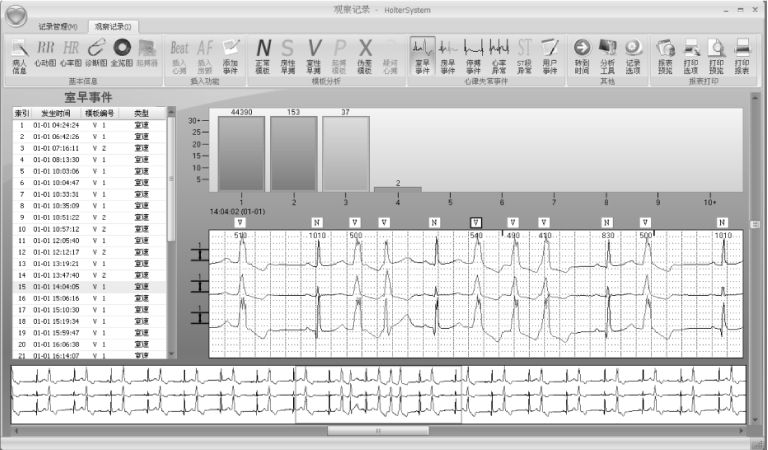 观察记录 - HolterSystem
记录管理(M) 观察记录(I)
病人信息 RR 心动图 HR 心率图 诊断图 全览图 起搏器 Beat 插入心搏 AF 插入房颤 添加事件 N 正常模板 S 房性早搏 V 室性早搏 P 起搏模板 X 伪差模板 疑问心搏 室早事件 房早事件 停搏事件 心率异常 ST ST段异常 用户事件 转到时间 分析工具 记录选项 报表预览 打印选项 打印预览 打印报表
基本信息 插入功能 模板分析 心律失常事件 其他 报表打印
室早事件
索引 发生时间 模板编号 类型
1 01-01 04:24:24 V 1 室速
2 01-01 06:42:26 V 1 室速
3 01-01 07:16:11 V 2 室速
4 01-01 08:13:30 V 1 室速
5 01-01 10:03:06 V 1 室速
6 01-01 10:04:47 V 1 室速
7 01-01 10:33:31 V 1 室速
8 01-01 10:35:09 V 1 室速
9 01-01 10:51:22 V 2 室速
10 01-01 10:57:12 V 2 室速
11 01-01 12:05:40 V 1 室速
12 01-01 12:12:17 V 2 室速
13 01-01 13:19:21 V 1 室速
14 01-01 13:47:40 V 2 室速
15 01-01 14:04:05 V 1 室速
16 01-01 15:06:16 V 1 室速
17 01-01 15:10:30 V 1 室速
18 01-01 15:19:34 V 1 室速
19 01-01 15:59:47 V 1 室速
20 01-01 16:06:38 V 1 室速
21 01-01 16:14:07 V 1 室速
44390 153 37 2
30+
25
20
15
10
5
1 2 3 4 5 6 7 8 9 10+
14:04:02 (01-01)
V N V V N V V V N V N
510 1010 500 540 490 410 830 500 1010
1
1
1